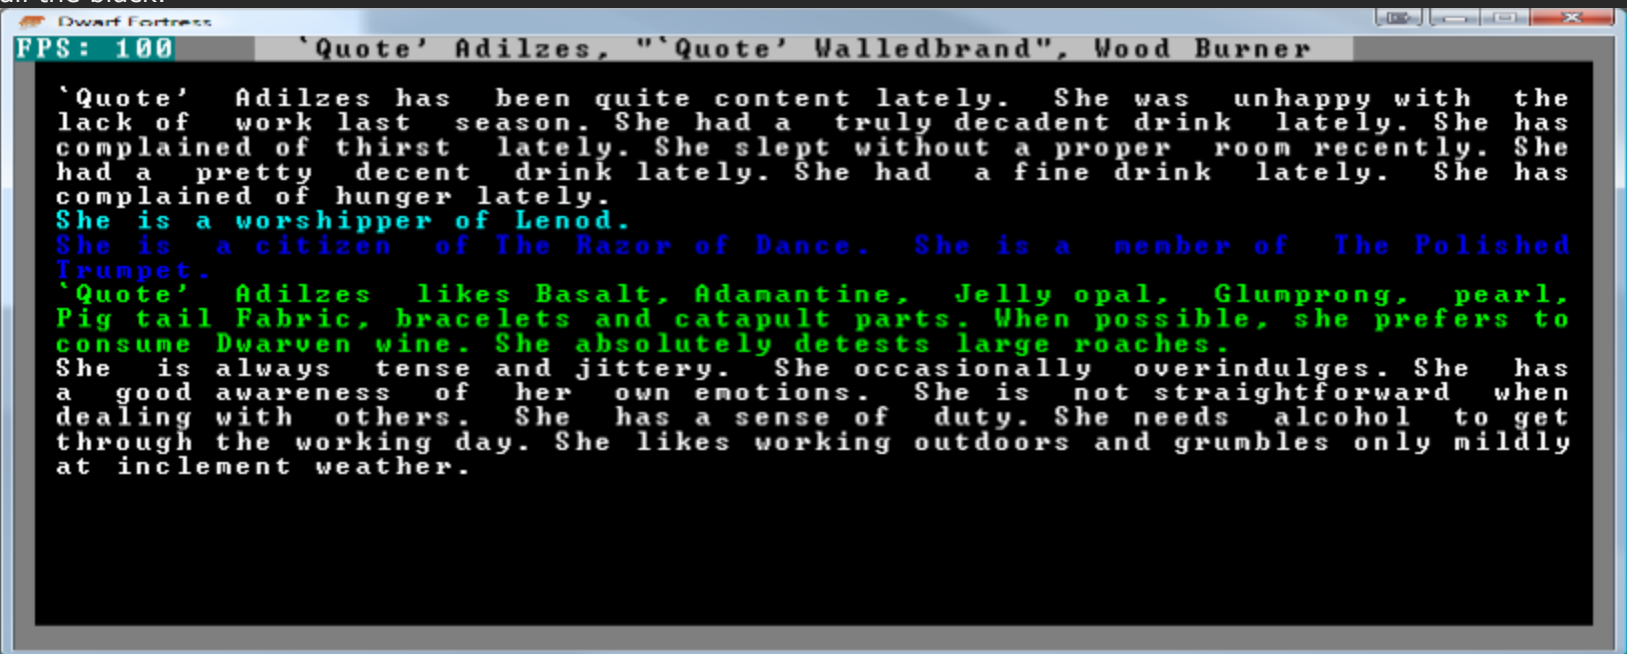 Dwarf Fortress
FPS: 100 `Quote' Adilzes, "`Quote' Walledbrand", Wood Burner
`Quote' Adilzes has been quite content lately. She was unhappy with the
lack of work last season. She had a truly decadent drink lately. She has
complained of thirst lately. She slept without a proper room recently. She
had a pretty decent drink lately. She had a fine drink lately. She has
complained of hunger lately.
She is a worshipper of Lenod.
She is a citizen of The Razor of Dance. She is a member of The Polished
Trumpet.
`Quote' Adilzes likes Basalt, Adamantine, Jelly opal, Glumprong, pearl,
Pig tail Fabric, bracelets and catapult parts. When possible, she prefers to
consume Dwarven wine. She absolutely detests large roaches.
She is always tense and jittery. She occasionally overindulges. She has
a good awareness of her own emotions. She is not straightforward when
dealing with others. She has a sense of duty. She needs alcohol to get
through the working day. She likes working outdoors and grumbles only mildly
at inclement weather.